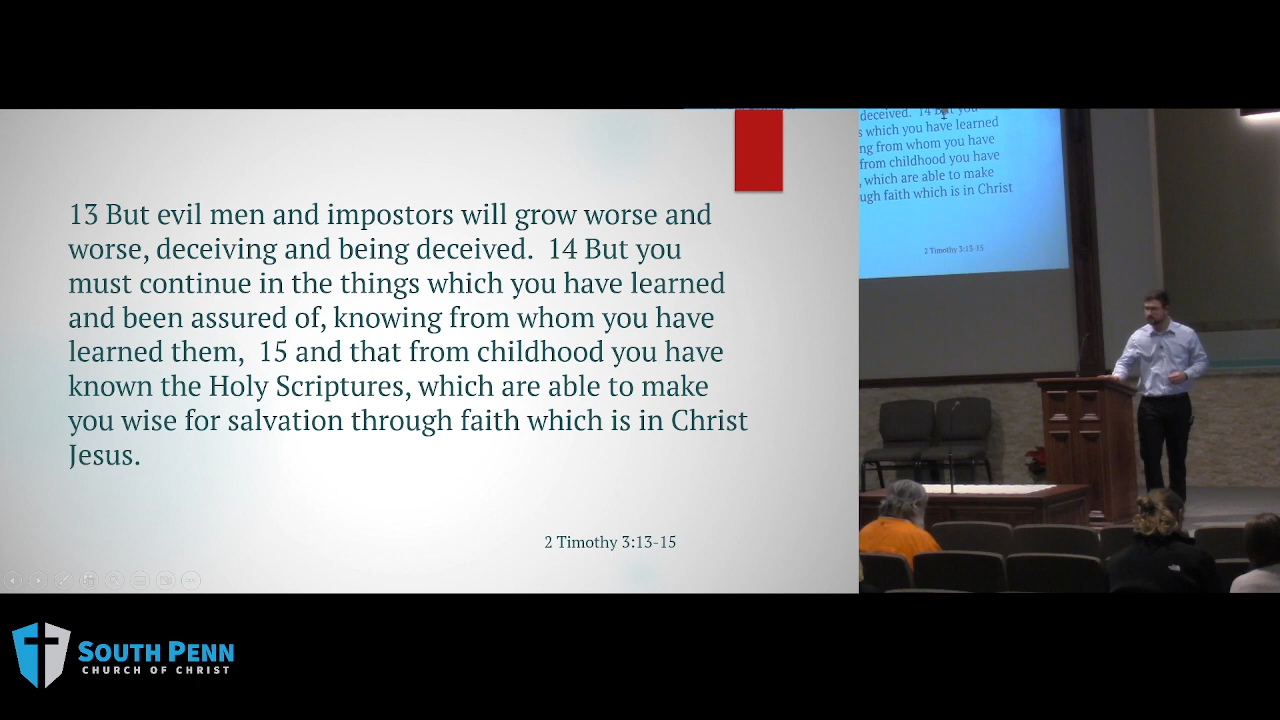 13 But evil men and impostors will grow worse and
worse, deceiving and being deceived.  14 But you
must continue in the things which you have learned
and been assured of, knowing from whom you have
learned them,  15 and that from childhood you have
known the Holy Scriptures, which are able to make
you wise for salvation through faith which is in Christ
Jesus.
2 Timothy 3:13-15
deceived. 14 But you
s which you have learned
ng from whom you have
from childhood you have
, which are able to make
ugh faith which is in Christ
2 Timothy 3:13-15
SOUTH PENN
CHURCH OF CHRIST